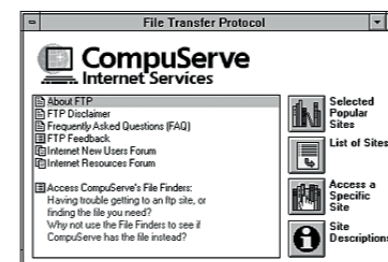 File Transfer Protocol
CompuServe
Internet Services
About FTP
FTP Disclaimer
Frequently Asked Questions (FAQ)
FTP Feedback
Internet New Users Forum
Internet Resources Forum
Access CompuServe's File Finders:
Having trouble getting to an ftp site, or
finding the file you need?
Why not use the File Finders to see if
CompuServe has the file instead?
Selected
Popular
Sites
List of Sites
Access a
Specific
Site
Site
Descriptions